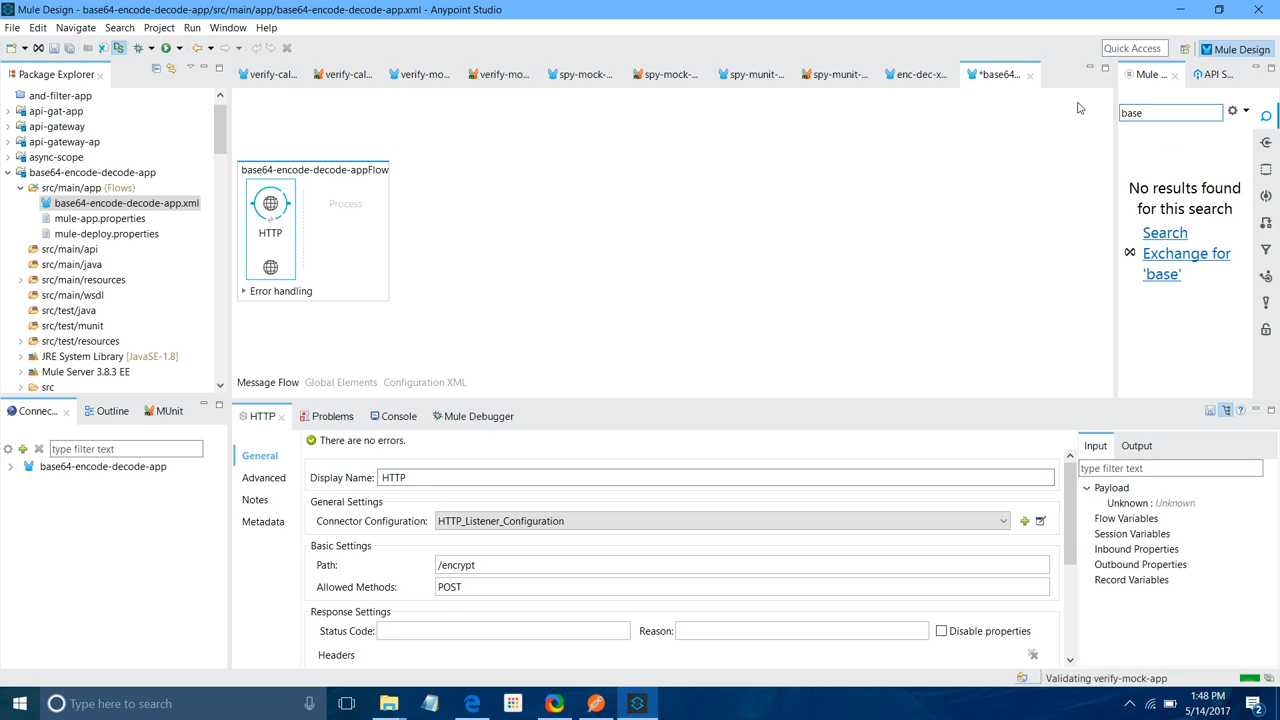 Mule Design - base64-encode-decode-app/src/main/app/base64-encode-decode-app.xml - Anypoint Studio
File Edit Navigate Search Project Run Window Help
Quick Access
Mule Design
Package Explorer
verify-cal...
verify-cal...
verify-mo...
verify-mo...
spy-mock-...
spy-mock-...
spy-munit-...
spy-munit-...
enc-dec-x...
*base64...
Mule ...
API S...
and-filter-app
api-gat-app
api-gateway
api-gateway-ap
async-scope
base64-encode-decode-app
src/main/app (Flows)
base64-encode-decode-app.xml
mule-app.properties
mule-deploy.properties
src/main/api
src/main/java
src/main/resources
src/main/wsdl
src/test/java
src/test/munit
src/test/resources
JRE System Library [JavaSE-1.8]
Mule Server 3.8.3 EE
src
base64-encode-decode-appFlow
Process
HTTP
Error handling
Message Flow Global Elements Configuration XML
base
No results found
for this search
Search
Exchange for
'base'
Connec...
Outline
MUnit
type filter text
base64-encode-decode-app
HTTP
Problems
Console
Mule Debugger
There are no errors.
General
Advanced
Notes
Metadata
Display Name: HTTP
General Settings
Connector Configuration: HTTP_Listener_Configuration
Basic Settings
Path: /encrypt
Allowed Methods: POST
Response Settings
Status Code:
Reason:
Disable properties
Headers
Input Output
type filter text
Payload
Unknown : Unknown
Flow Variables
Session Variables
Inbound Properties
Outbound Properties
Record Variables
Validating verify-mock-app
Type here to search
1:48 PM
5/14/2017
2